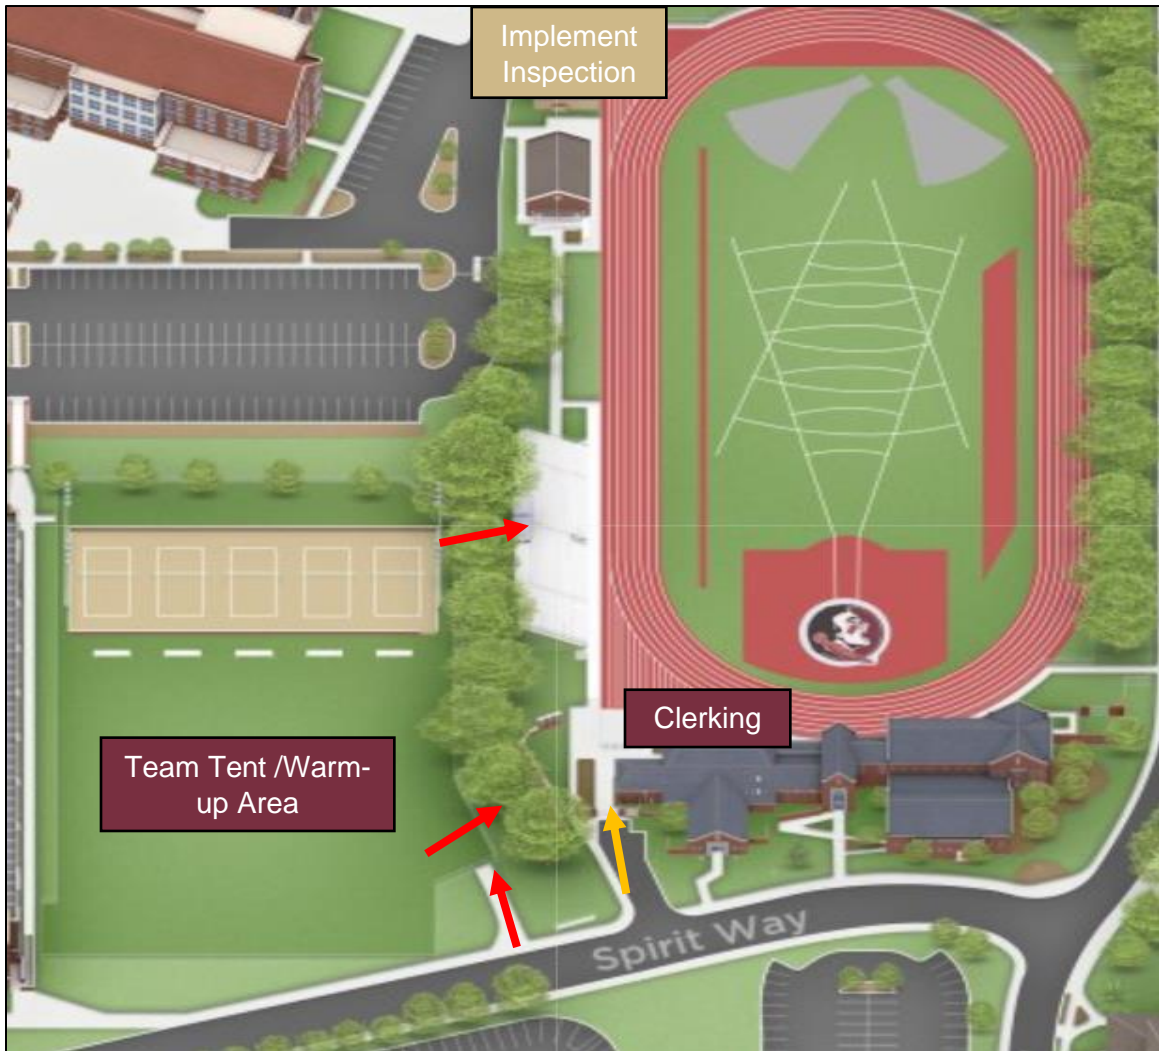 Implement
Inspection
Clerking
Team Tent /Warm-
up Area
Spirit Way